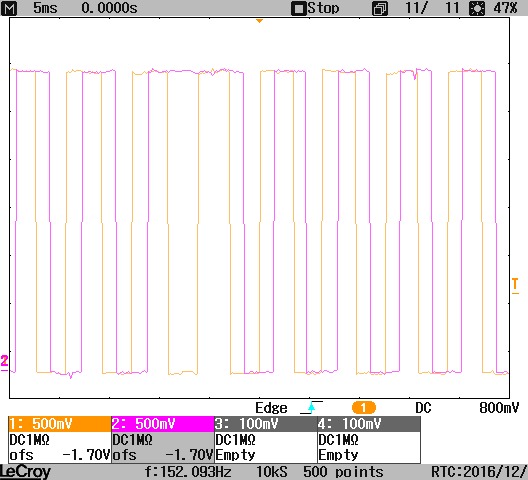 M 5ms 0.0000s Stop 11/ 11 47%
T
2
Edge 1 DC 800mV
1: 500mV 2: 500mV 3: 100mV 4: 100mV
DC1MΩ DC1MΩ DC1MΩ DC1MΩ
ofs -1.70V ofs -1.70V Empty Empty
LeCroy f:152.093Hz 10kS 500 points RTC:2016/12/